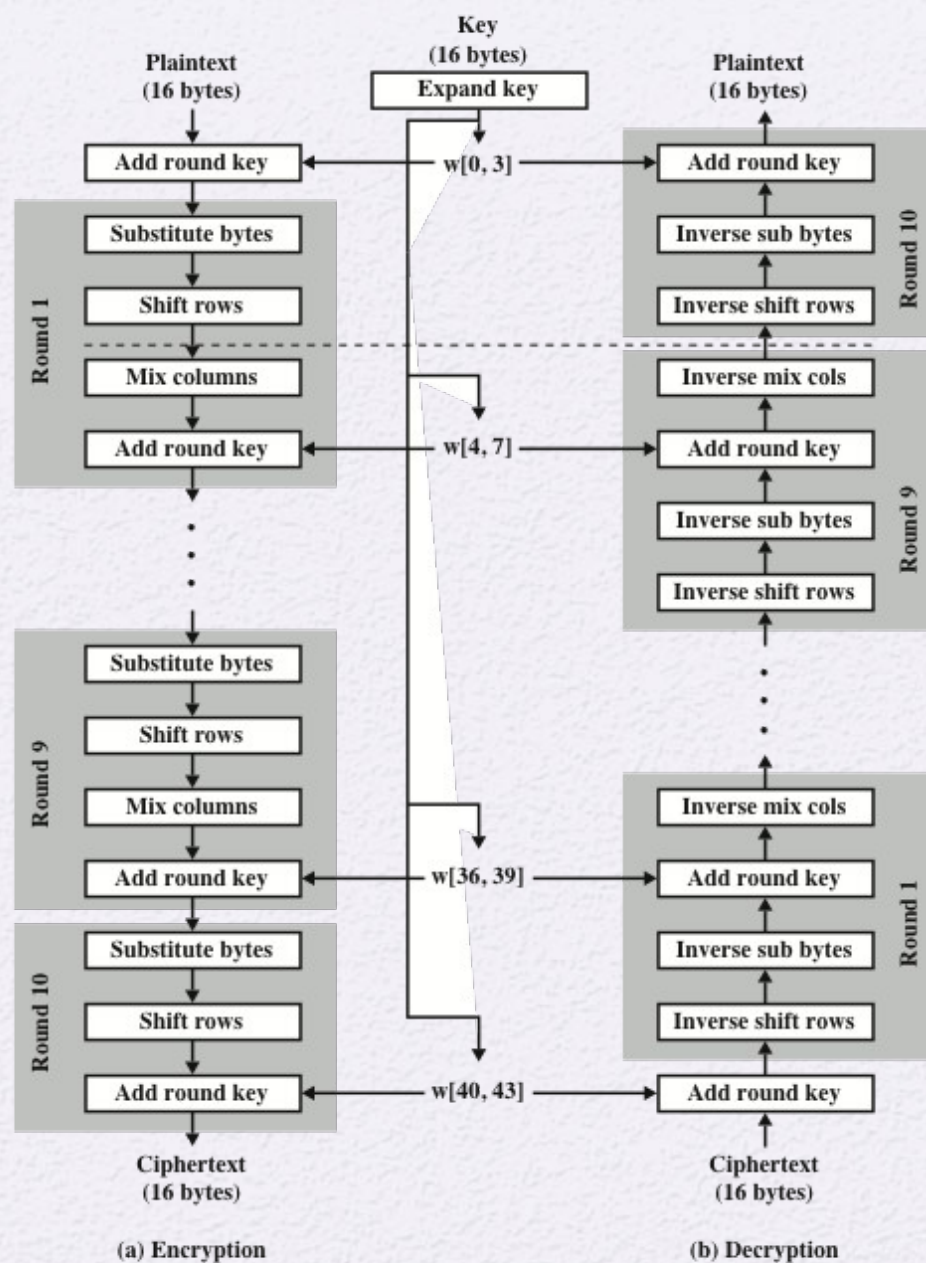 Key
(16 bytes)
Expand key
Plaintext
(16 bytes)
Add round key
Round 1
Substitute bytes
Shift rows
Mix columns
Add round key
Round 9
Substitute bytes
Shift rows
Mix columns
Add round key
Round 10
Substitute bytes
Shift rows
Add round key
Ciphertext
(16 bytes)
(a) Encryption
w[0, 3]
w[4, 7]
w[36, 39]
w[40, 43]
Plaintext
(16 bytes)
Add round key
Inverse sub bytes
Inverse shift rows
Round 10
Inverse mix cols
Add round key
Inverse sub bytes
Inverse shift rows
Round 9
Inverse mix cols
Add round key
Inverse sub bytes
Inverse shift rows
Round 1
Add round key
Ciphertext
(16 bytes)
(b) Decryption